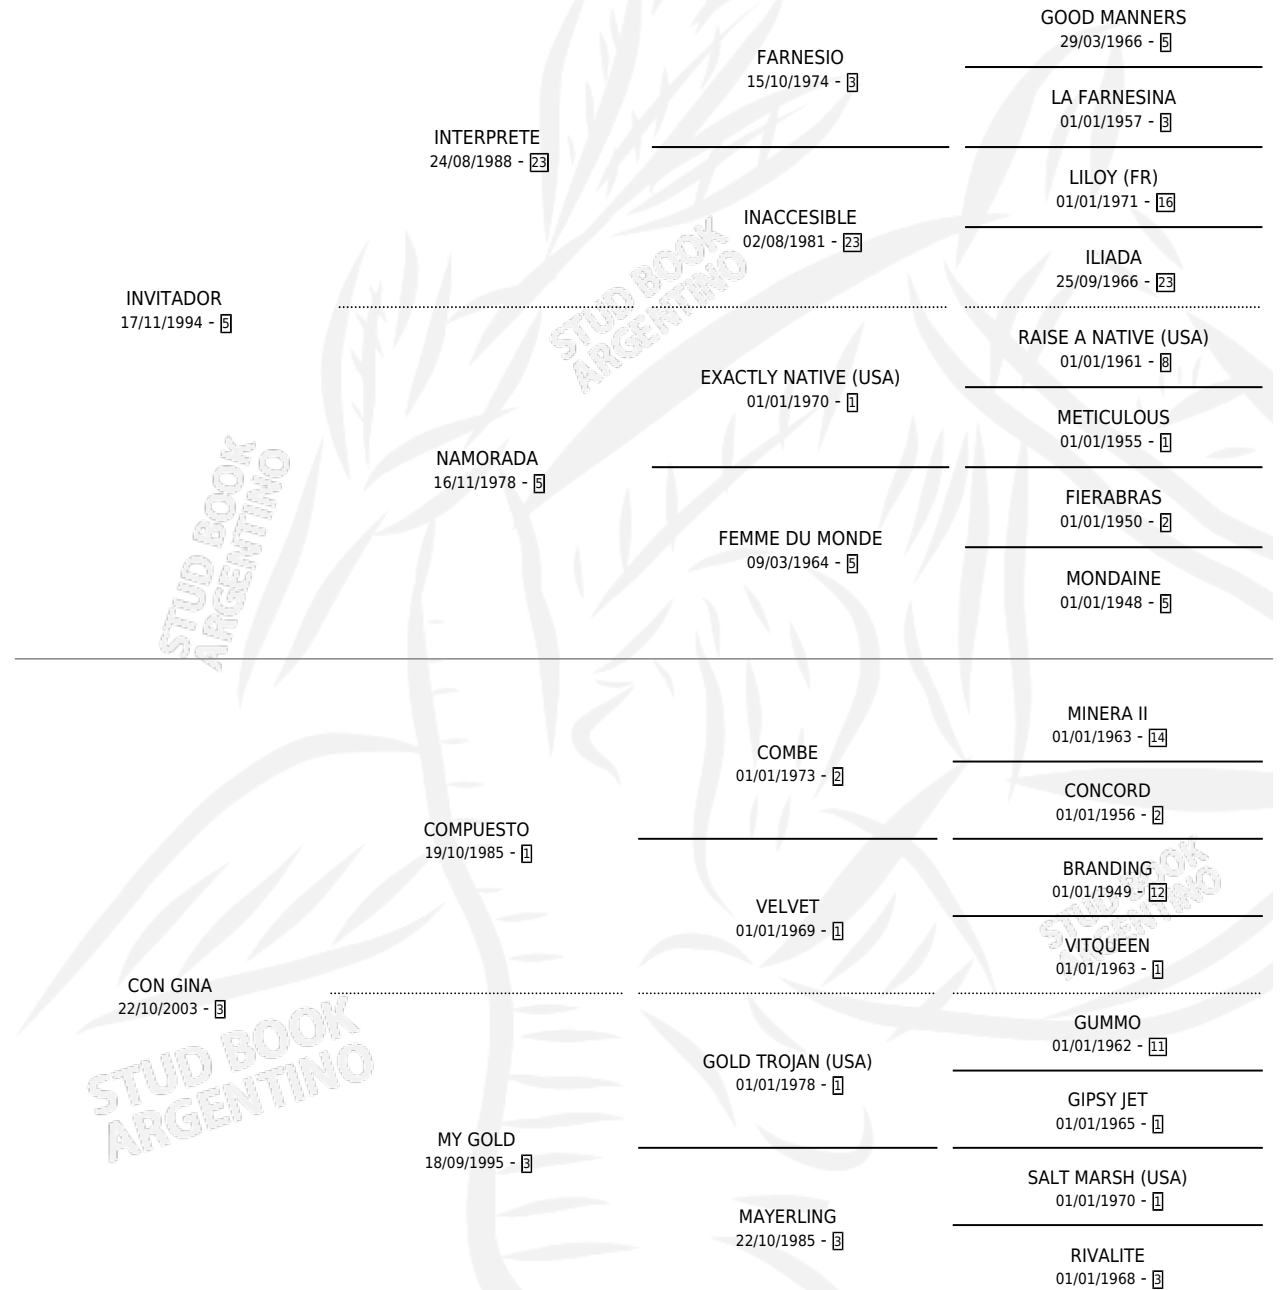 GOOD MANNERS
29/03/1966 - 5
FARNESIO
15/10/1974 - 3
LA FARNESINA
01/01/1957 - 3
INTERPRETE
24/08/1988 - 23
LILOY (FR)
01/01/1971 - 16
INACCESIBLE
02/08/1981 - 23
ILIADA
25/09/1966 - 23
INVITADOR
17/11/1994 - 5
RAISE A NATIVE (USA)
01/01/1961 - 8
EXACTLY NATIVE (USA)
01/01/1970 - 1
METICULOUS
01/01/1955 - 1
NAMORADA
16/11/1978 - 5
FIERABRAS
01/01/1950 - 2
FEMME DU MONDE
09/03/1964 - 5
MONDAINE
01/01/1948 - 5
MINERA II
01/01/1963 - 14
COMBE
01/01/1973 - 2
CONCORD
01/01/1956 - 2
COMPUESTO
19/10/1985 - 1
BRANDING
01/01/1949 - 12
VELVET
01/01/1969 - 1
VITQUEEN
01/01/1963 - 1
CON GINA
22/10/2003 - 3
GUMMO
01/01/1962 - 11
GOLD TROJAN (USA)
01/01/1978 - 1
GIPSY JET
01/01/1965 - 1
MY GOLD
18/09/1995 - 3
SALT MARSH (USA)
01/01/1970 - 1
MAYERLING
22/10/1985 - 3
RIVALITE
01/01/1968 - 3
STUD BOOK
ARGENTINO
STUD BOOK
ARGENTINO
STUD BOOK
ARGENTINO
STUD BOOK
ARGENTINO